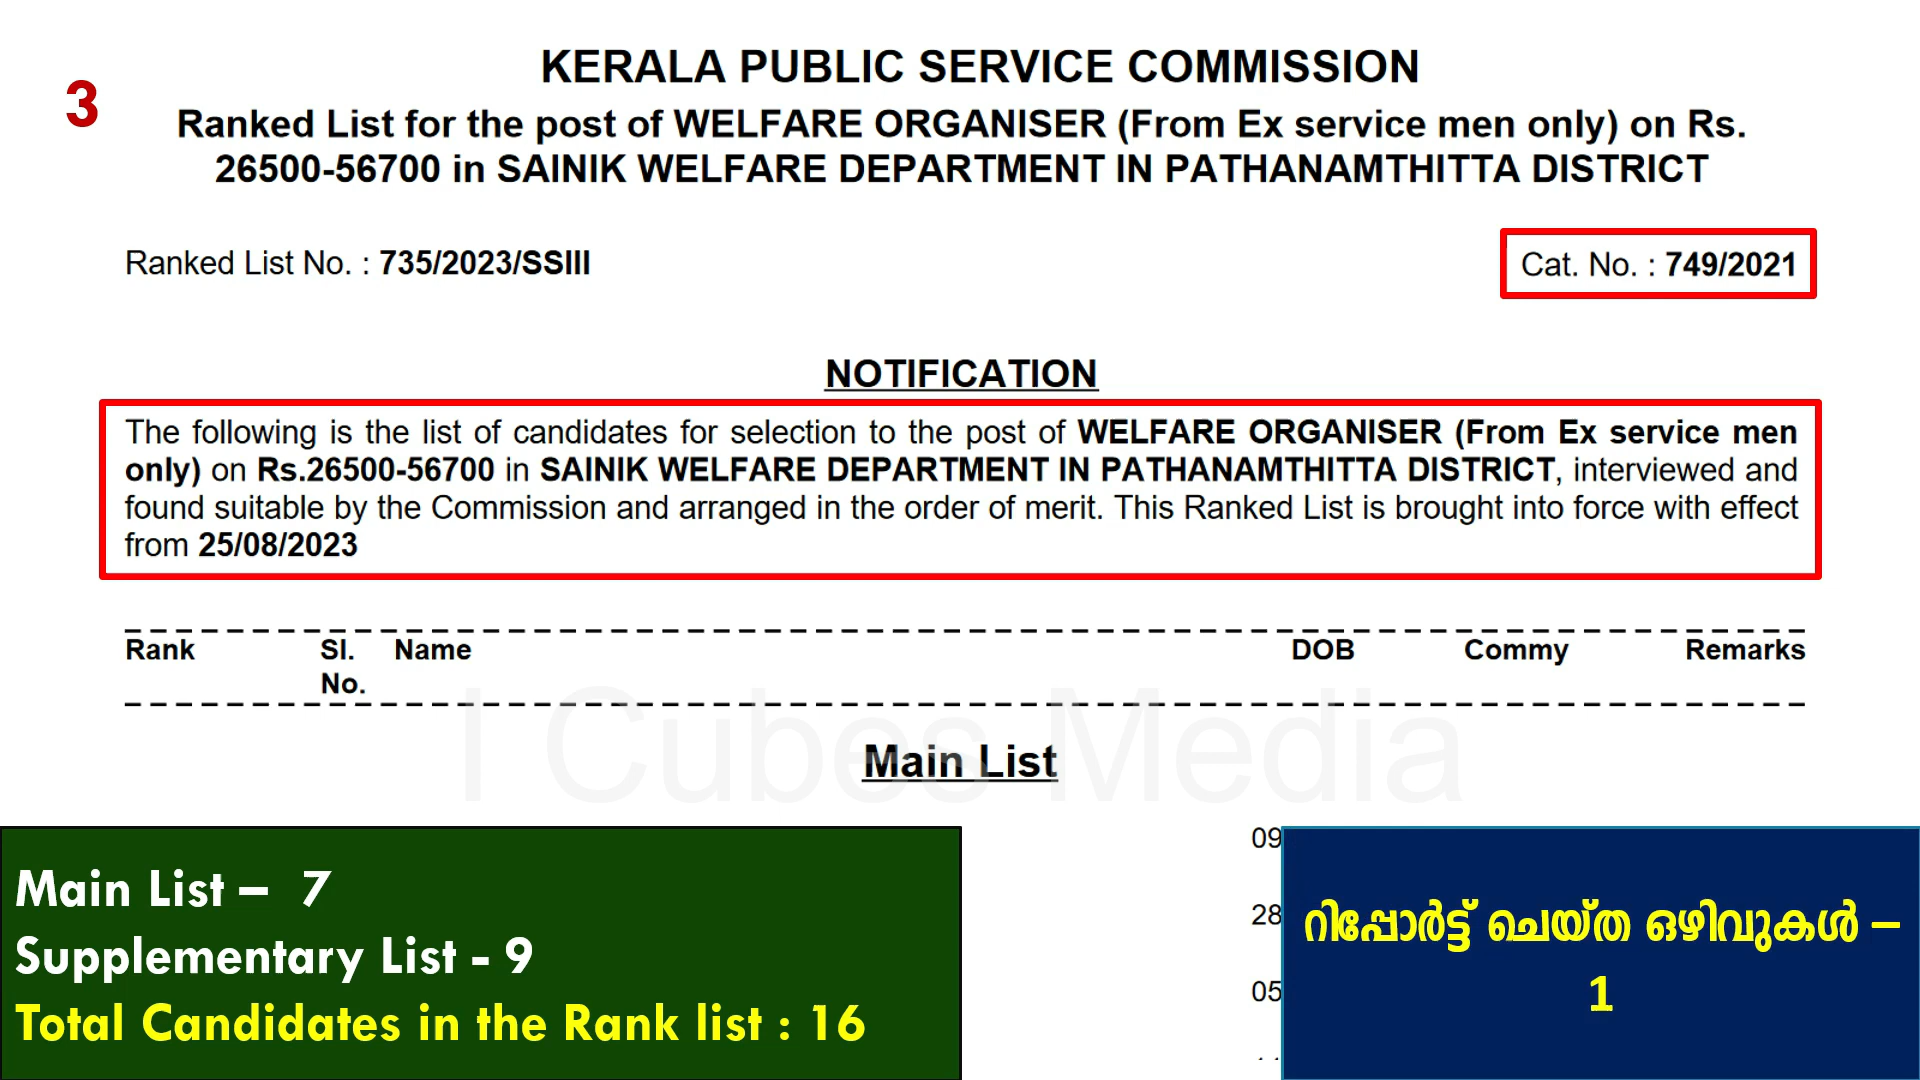 KERALA PUBLIC SERVICE COMMISSION
3
Ranked List for the post of WELFARE ORGANISER (From Ex service men only) on Rs.
26500-56700 in SAINIK WELFARE DEPARTMENT IN PATHANAMTHITTA DISTRICT
Ranked List No. : 735/2023/SSIII
Cat. No. : 749/2021
NOTIFICATION
The following is the list of candidates for selection to the post of WELFARE ORGANISER (From Ex service men
only) on Rs.26500-56700 in SAINIK WELFARE DEPARTMENT IN PATHANAMTHITTA DISTRICT, interviewed and
found suitable by the Commission and arranged in the order of merit. This Ranked List is brought into force with effect
from 25/08/2023
Rank Sl. Name DOB Commy Remarks
No.
I Cubes Media
Main List
09
28
05
Main List – 7
Supplementary List - 9
Total Candidates in the Rank list : 16
റിപ്പോർട്ട് ചെയ്ത ഒഴിവുകൾ –
1